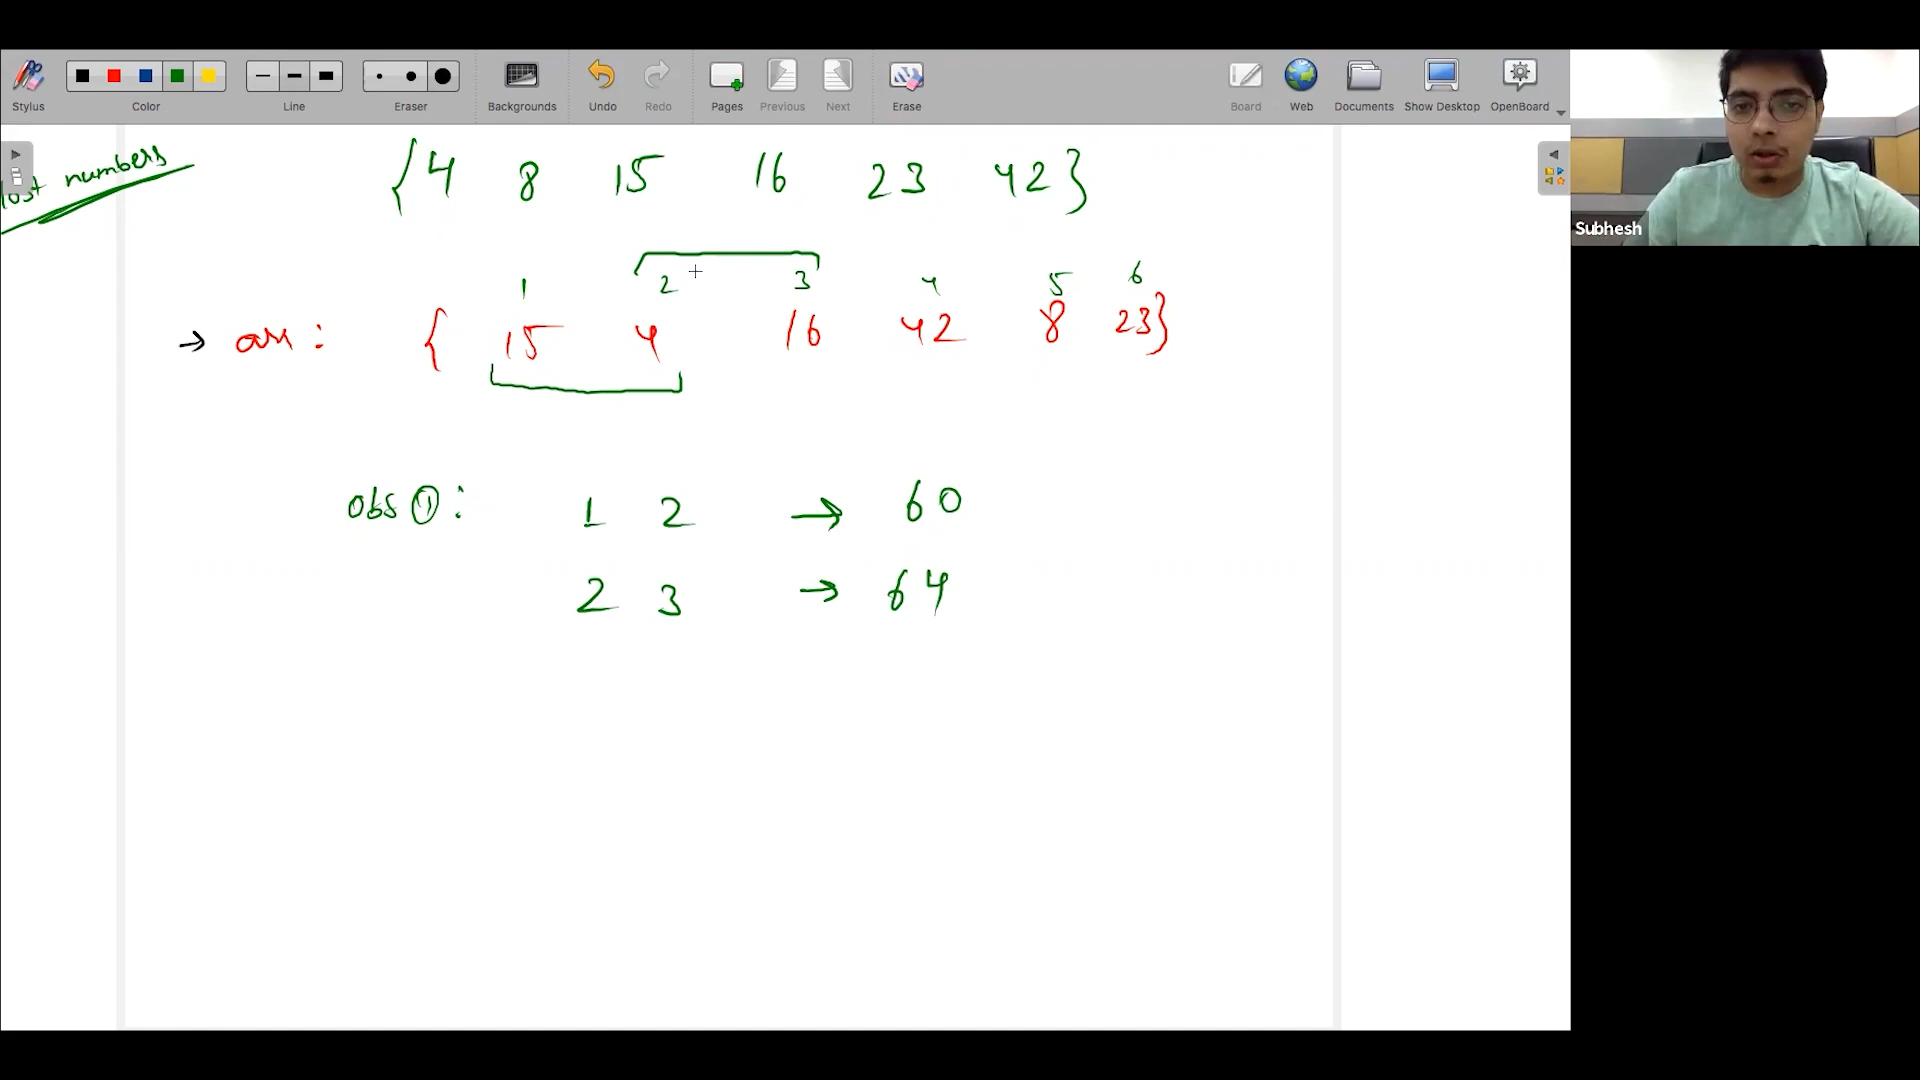 Stylus Color Line Eraser Backgrounds Undo Redo Pages Previous Next Erase Board Web Documents Show Desktop OpenBoard
Subhesh
lost numbers
{4 8 15 16 23 42}
1 2 3 4 5 6
→ arr : { 15 4 16 42 8 23}
obs ① : 1 2 → 60
2 3 → 64